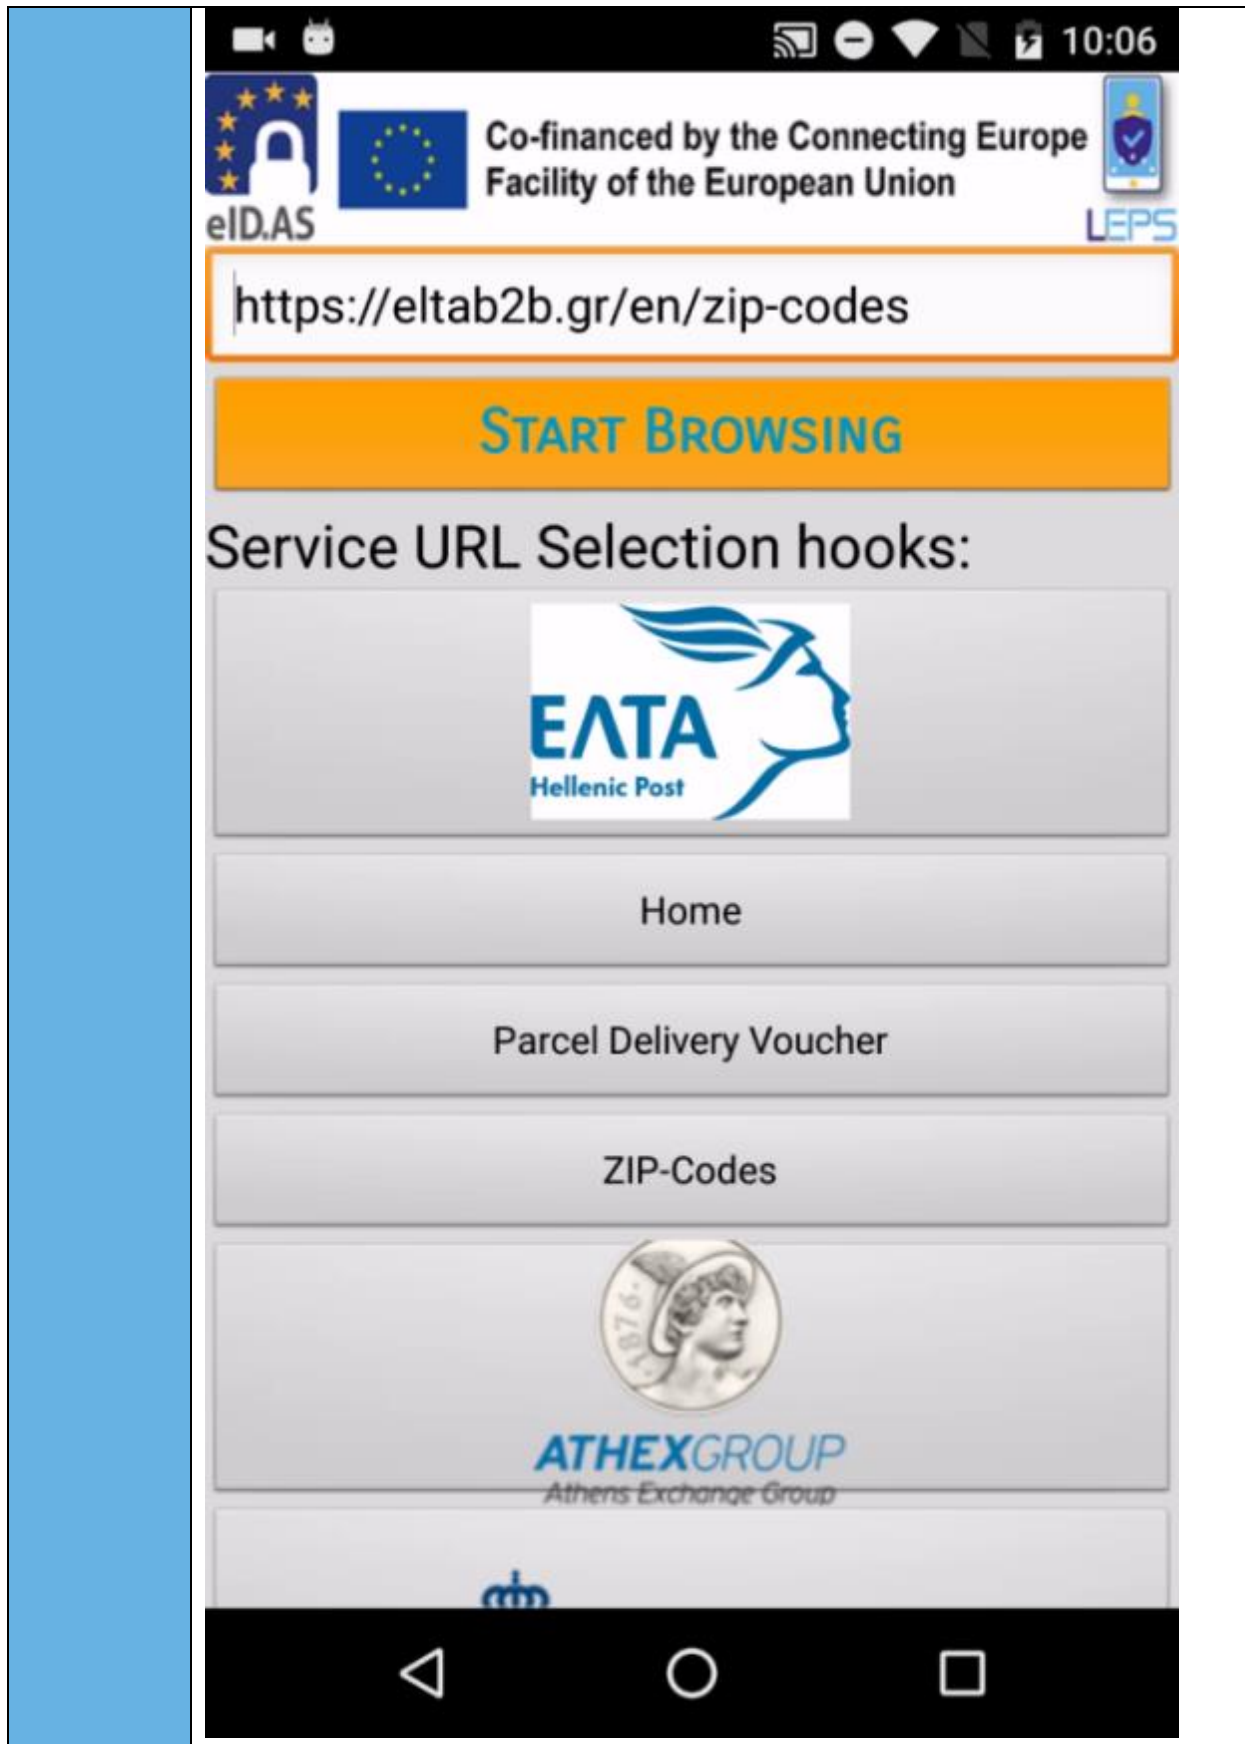 10:06
eID.AS
Co-financed by the Connecting Europe
Facility of the European Union
LEPS
https://eltab2b.gr/en/zip-codes
START BROWSING
Service URL Selection hooks:
ΕΛΤΑ
Hellenic Post
Home
Parcel Delivery Voucher
ZIP-Codes
·1876·
ATHEXGROUP
Athens Exchange Group